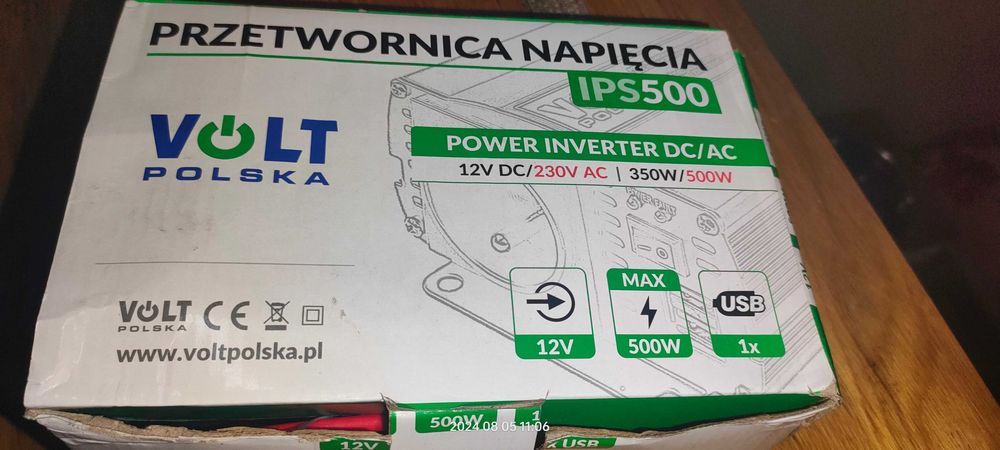 PRZETWORNICA NAPIĘCIA
IPS500
VOLT
POLSKA
POWER INVERTER DC/AC
12V DC/230V AC | 350W/500W
MAX
USB
12V
500W
1x
VOLT
POLSKA
CE
www.voltpolska.pl
500W
1
2024.08.05 11:06
12V
x USB